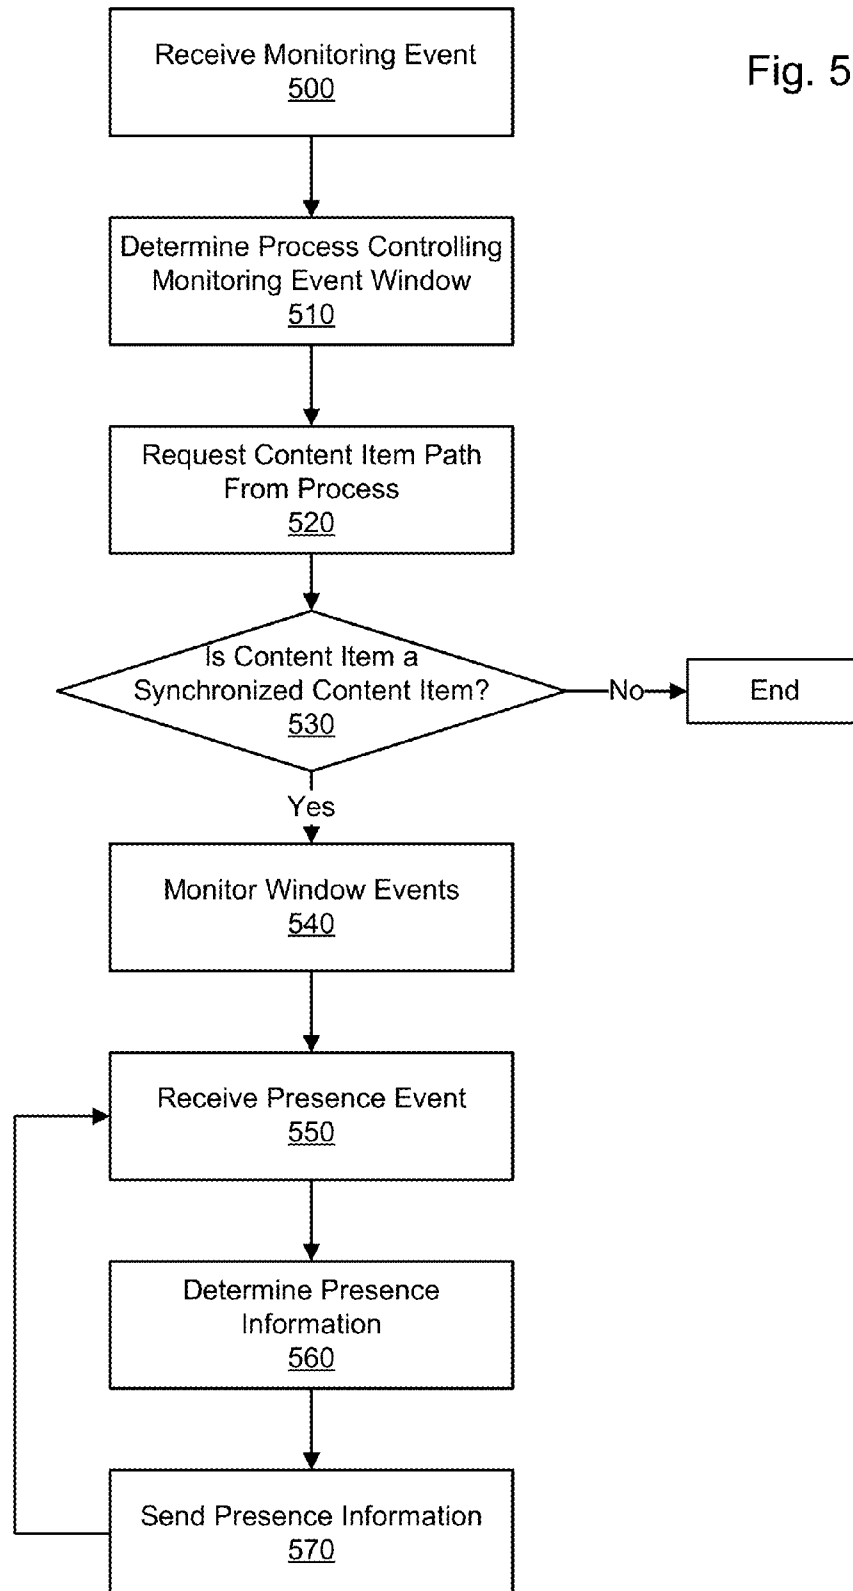 Fig. 5
Receive Monitoring Event
500
Determine Process Controlling
Monitoring Event Window
510
Request Content Item Path
From Process
520
Is Content Item a
Synchronized Content Item?
530
No
End
Yes
Monitor Window Events
540
Receive Presence Event
550
Determine Presence
Information
560
Send Presence Information
570